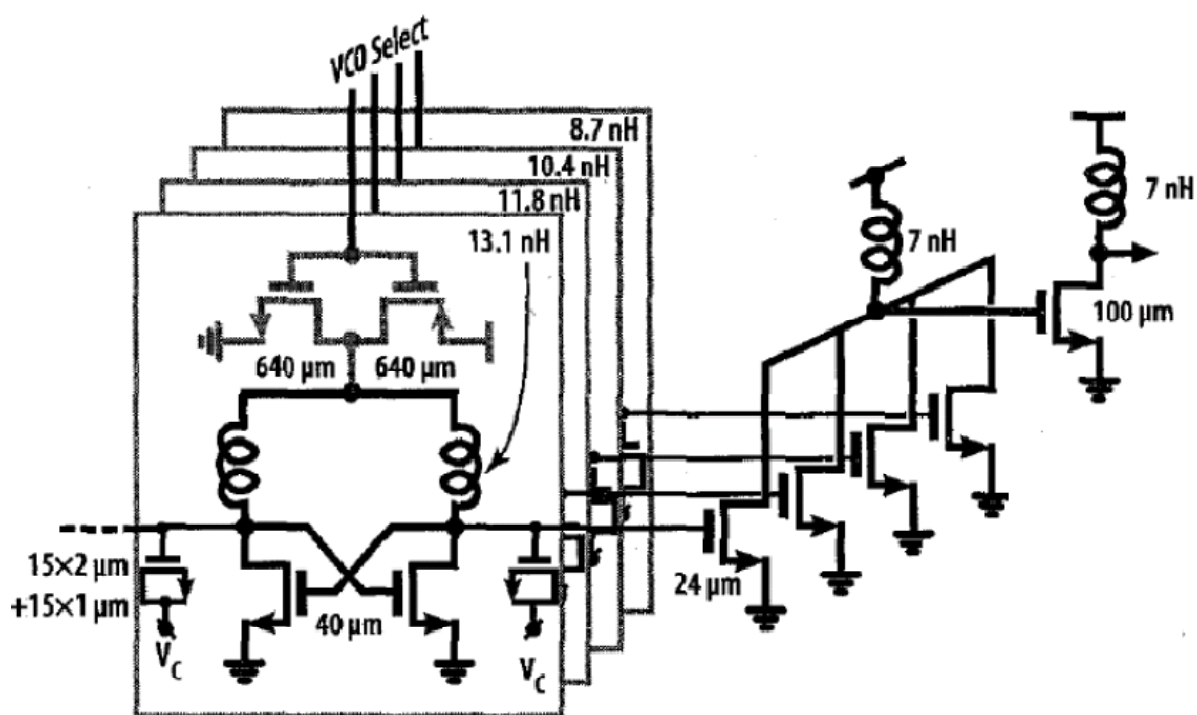 VCO Select
8.7 nH
10.4 nH
11.8 nH
13.1 nH
7 nH
7 nH
100 μm
640 μm 640 μm
15×2 μm
+15×1 μm
40 μm
24 μm
V_C
V_C